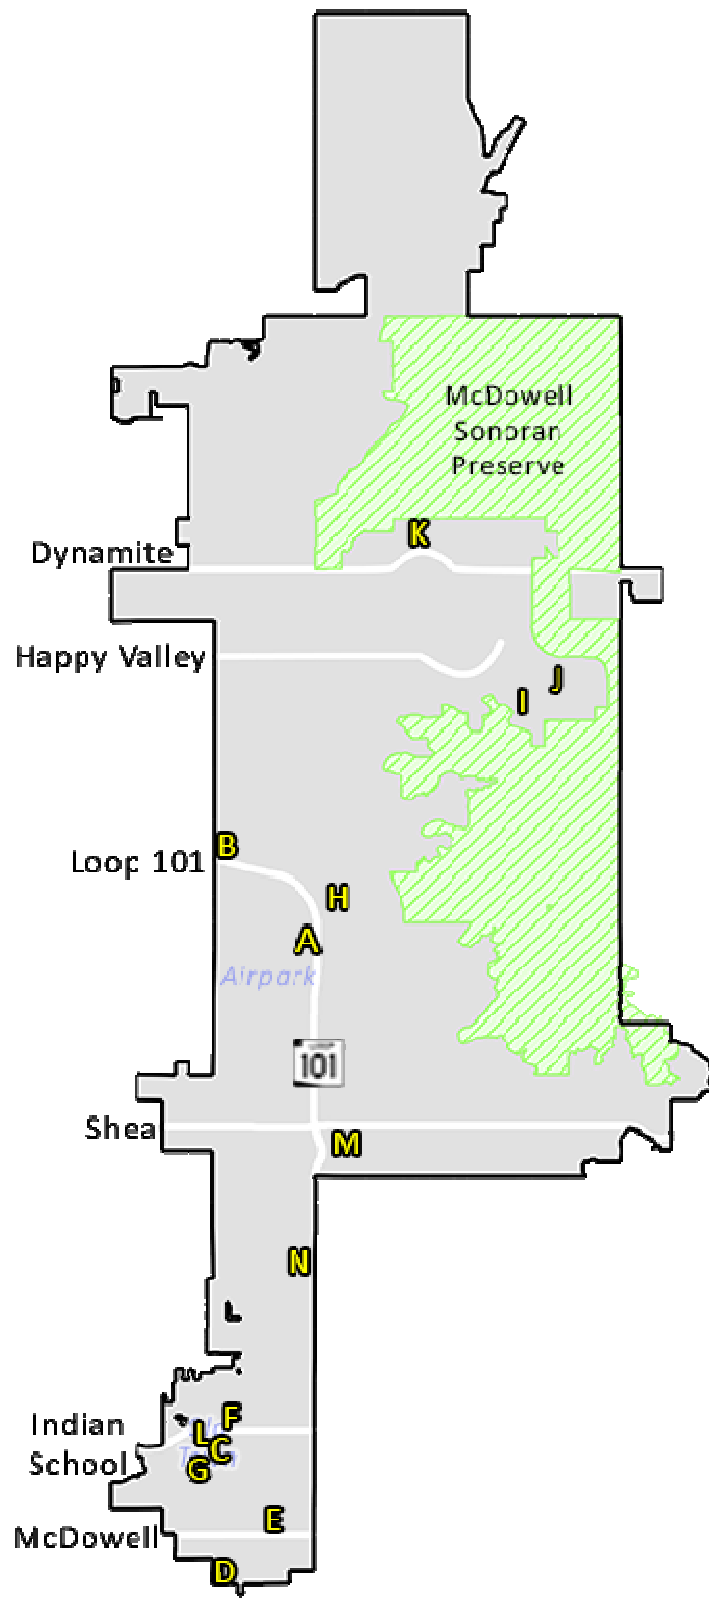 McDowell
Sonoran
Preserve
K
Dynamite
Happy Valley
J
I
B
Loop 101
H
A
Airpark
101
Shea
M
N
F
Indian
School
L
C
G
E
McDowell
D